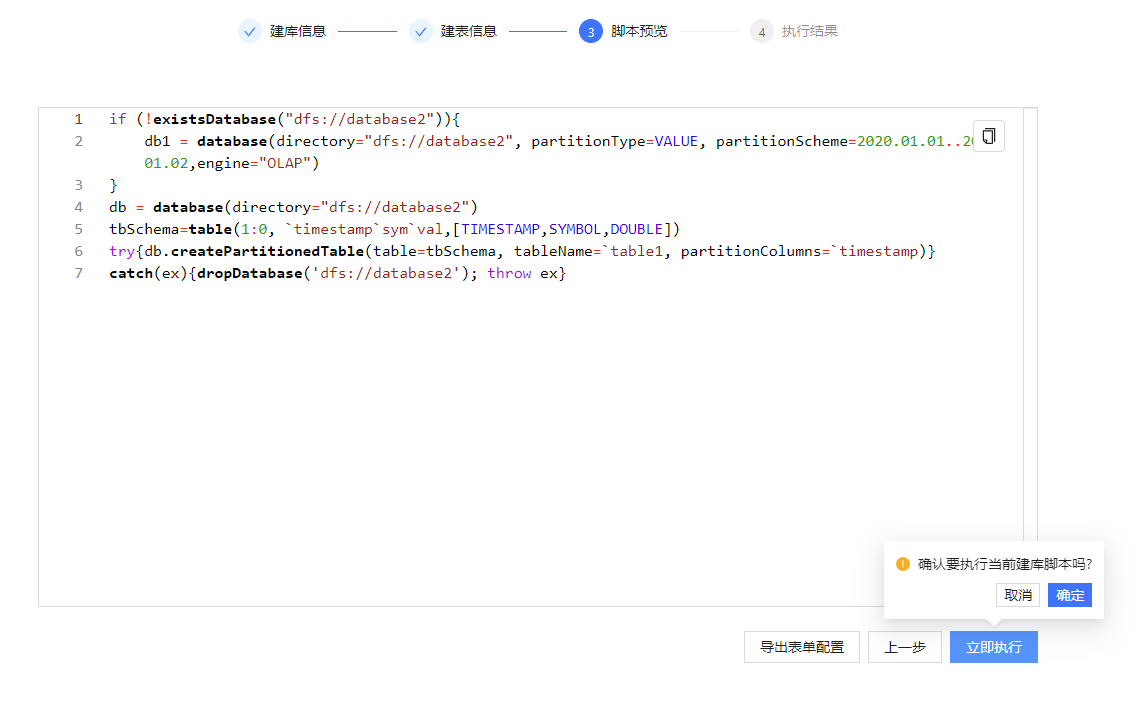 建库信息 建表信息 3 脚本预览 4 执行结果
1 if (!existsDatabase("dfs://database2")){
2 db1 = database(directory="dfs://database2", partitionType=VALUE, partitionScheme=2020.01.01..20
01.02,engine="OLAP")
3 }
4 db = database(directory="dfs://database2")
5 tbSchema=table(1:0, `timestamp`sym`val,[TIMESTAMP,SYMBOL,DOUBLE])
6 try{db.createPartitionedTable(table=tbSchema, tableName=`table1, partitionColumns=`timestamp)}
7 catch(ex){dropDatabase('dfs://database2'); throw ex}
确认要执行当前建库脚本吗?
取消 确定
导出表单配置 上一步 立即执行